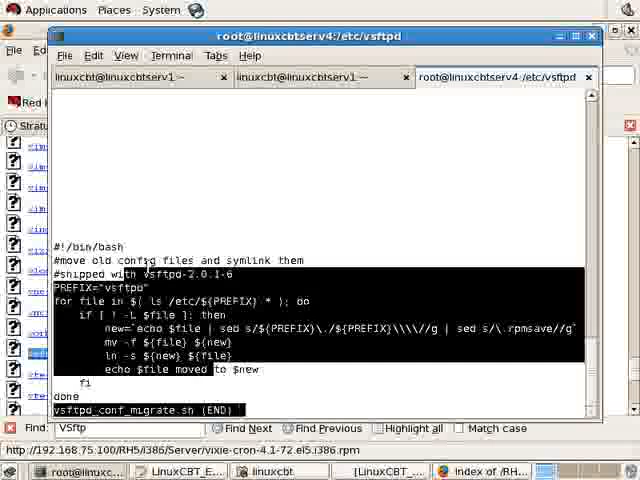 Applications Places System
root@linuxcbtserv4:/etc/vsftpd
File Edit View Terminal Tabs Help
linuxcbt@linuxcbtserv1:~
linuxcbt@linuxcbtserv1:~
root@linuxcbtserv4:/etc/vsftpd
File
Red H
Stratu
#!/bin/bash
#move old config files and symlink them
#snipped with vsftpd-2.0.1-6
PREFIX="vsftpd"
for file in $( ls /etc/${PREFIX}.* ); do
if [ ! -L $file ]; then
new=`echo $file | sed s/${PREFIX}\./${PREFIX}\\\\//g | sed s/\.rpmsave//g`
mv -f ${file} ${new}
ln -s ${new} ${file}
echo $file moved to $new
fi
done
vsftpd_conf_migrate.sh (END)
Find: VSftp Find Next Find Previous Highlight all Match case
http://192.168.75.100/RH5/i386/Server/vixie-cron-4.1-72.el5.i386.rpm
root@linuxc... LinuxCBT_E... linuxcbt [LinuxCBT_... Index of /RH...